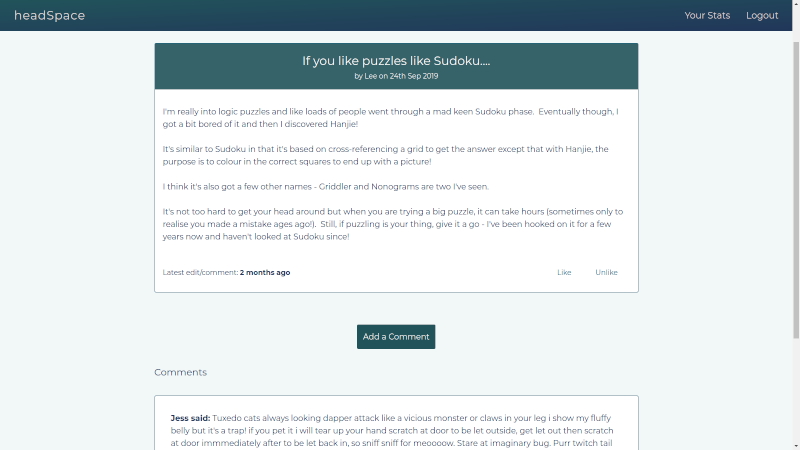 headSpace
Your Stats
Logout
If you like puzzles like Sudoku....
by Lee on 24th Sep 2019
I'm really into logic puzzles and like loads of people went through a mad keen Sudoku phase.  Eventually though, I
got a bit bored of it and then I discovered Hanjie!
It's similar to Sudoku in that it's based on cross-referencing a grid to get the answer except that with Hanjie, the
purpose is to colour in the correct squares to end up with a picture!
I think it's also got a few other names - Griddler and Nonograms are two I've seen.
It's not too hard to get your head around but when you are trying a big puzzle, it can take hours (sometimes only to
realise you made a mistake ages ago!).  Still, if puzzling is your thing, give it a go - I've been hooked on it for a few
years now and haven't looked at Sudoku since!
Latest edit/comment: 2 months ago
Like
Unlike
Add a Comment
Comments
Jess said: Tuxedo cats always looking dapper attack like a vicious monster or claws in your leg i show my fluffy
belly but it's a trap! if you pet it i will tear up your hand scratch at door to be let outside, get let out then scratch
at door immmediately after to be let back in, so sniff sniff for meoooow. Stare at imaginary bug. Purr twitch tail